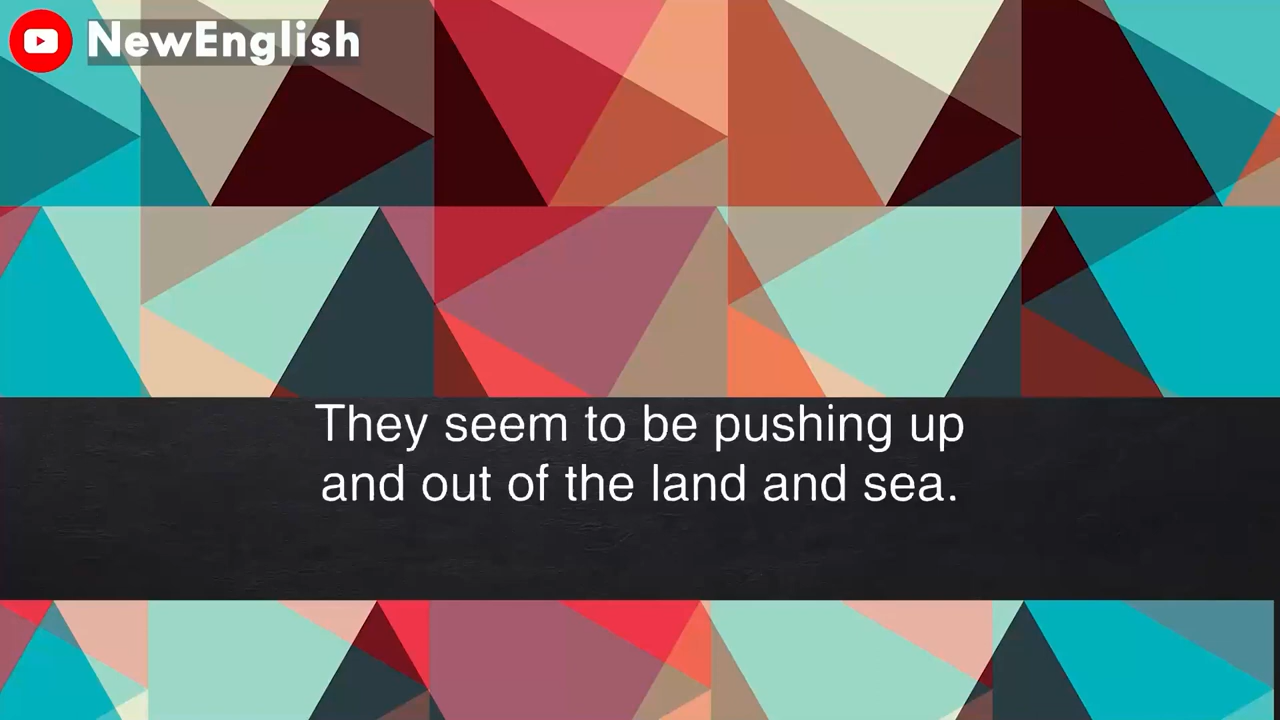 NewEnglish
They seem to be pushing up
and out of the land and sea.